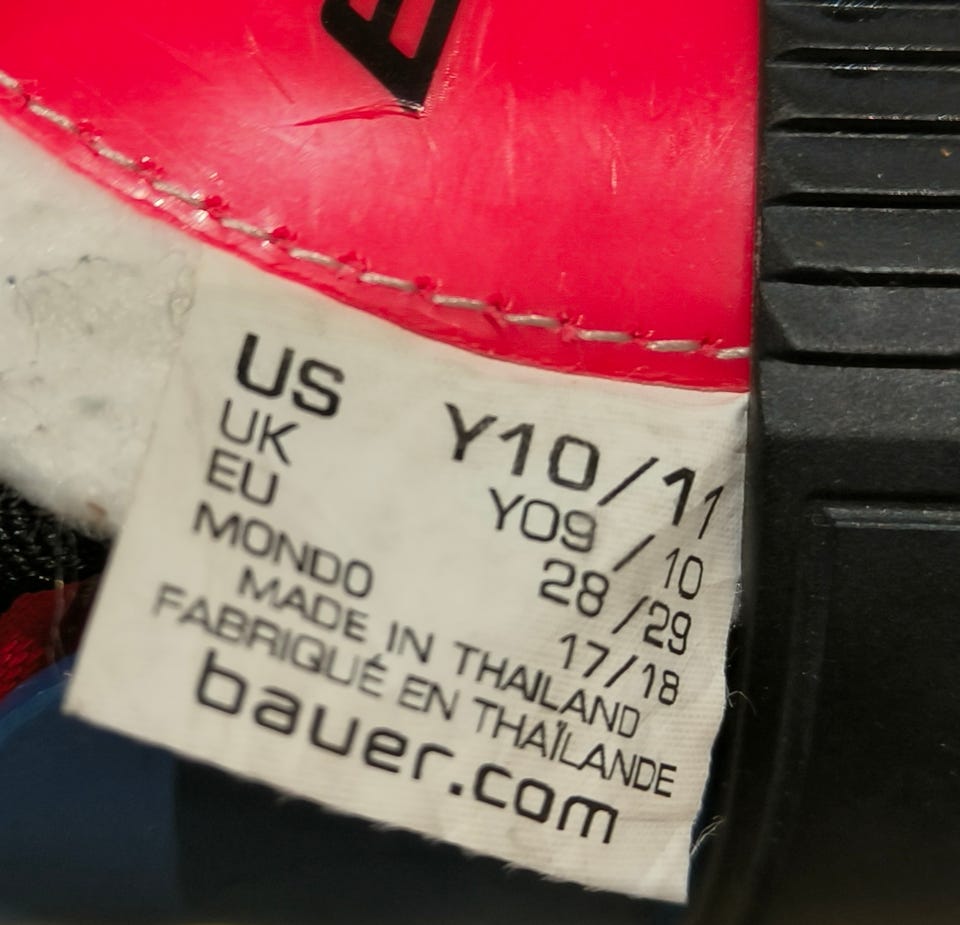 US Y10/11
UK Y09/10
EU 28/29
MONDO 17/18
MADE IN THAILAND
FABRIQUÉ EN THAÏLANDE
bauer.com